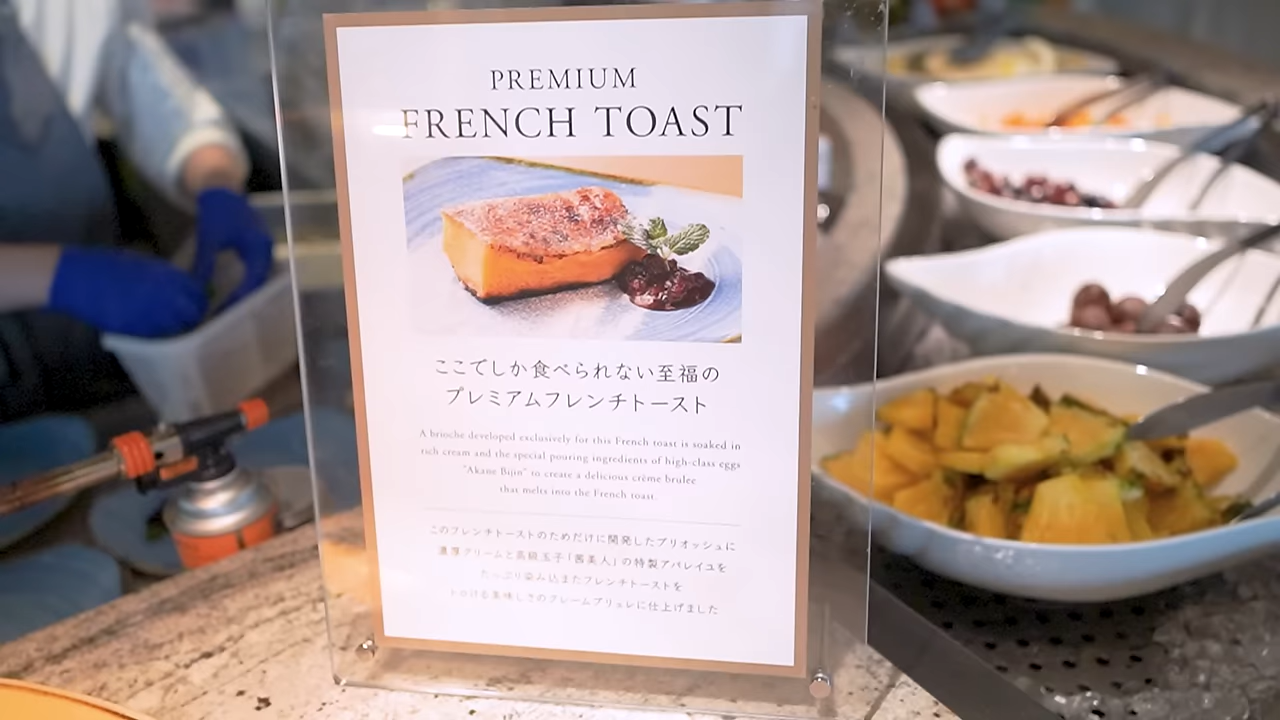 PREMIUM
FRENCH TOAST
ここでしか食べられない至福の
プレミアムフレンチトースト
A brioche developed exclusively for this French toast is soaked in
rich cream and the special pouring ingredients of high-class eggs
"Akane Bijin" to create a delicious crème brulee
that melts into the French toast.
このフレンチトーストのためだけに開発したブリオッシュに
濃厚クリームと高級玉子「茜美人」の特製アパレイユを
たっぷり染み込ませたフレンチトーストを
とろける美味しさのクレームブリュレに仕上げました